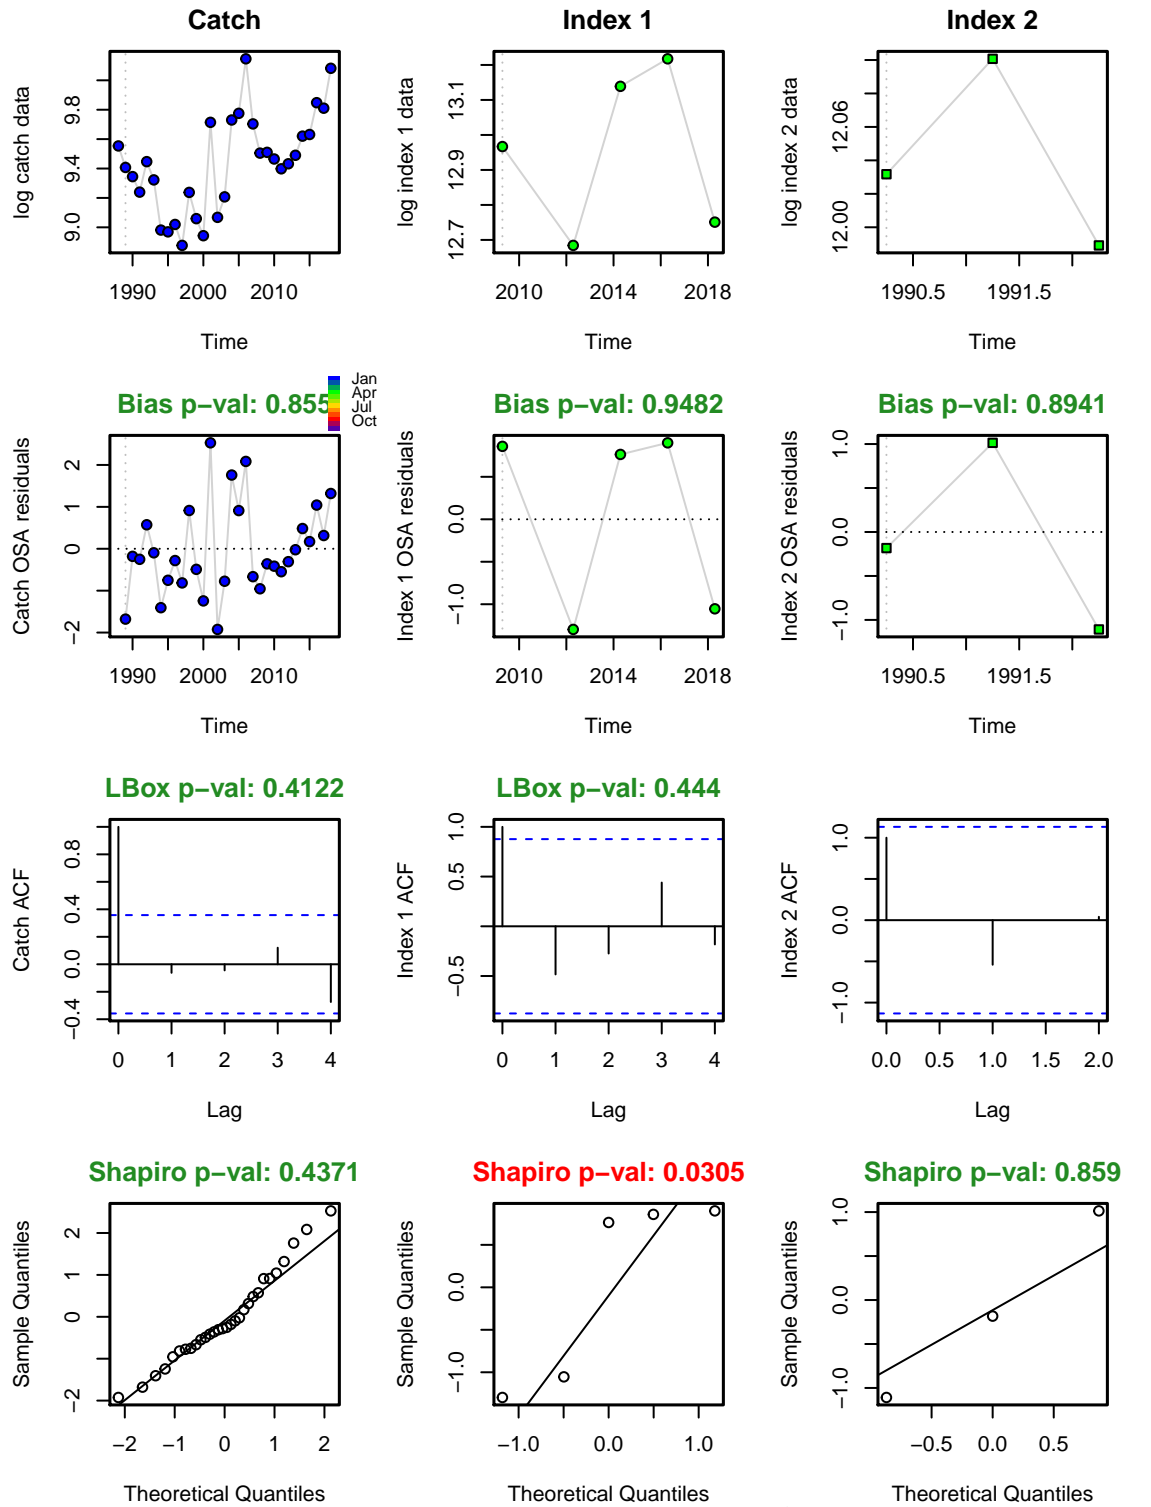 Catch
Index 1
Index 2
log catch data
9.0
9.4
9.8
1990
2000
2010
Time
log index 1 data
12.7
12.9
13.1
2010
2014
2018
Time
log index 2 data
12.00
12.06
1990.5
1991.5
Time
Jan
Apr
Jul
Oct
Bias p−val: 0.855
Bias p−val: 0.9482
Bias p−val: 0.8941
Catch OSA residuals
−2
0
1
2
1990
2000
2010
Time
Index 1 OSA residuals
−1.0
0.0
2010
2014
2018
Time
Index 2 OSA residuals
−1.0
0.0
1.0
1990.5
1991.5
Time
LBox p−val: 0.4122
LBox p−val: 0.444
Catch ACF
−0.4
0.0
0.4
0.8
0
1
2
3
4
Lag
Index 1 ACF
−0.5
0.5
1.0
0
1
2
3
4
Lag
Index 2 ACF
−1.0
0.0
1.0
0.0
0.5
1.0
1.5
2.0
Lag
Shapiro p−val: 0.4371
Shapiro p−val: 0.0305
Shapiro p−val: 0.859
Sample Quantiles
−2
0
1
2
−2
−1
0
1
2
Theoretical Quantiles
Sample Quantiles
−1.0
0.0
−1.0
0.0
1.0
Theoretical Quantiles
Sample Quantiles
−1.0
0.0
1.0
−0.5
0.0
0.5
Theoretical Quantiles